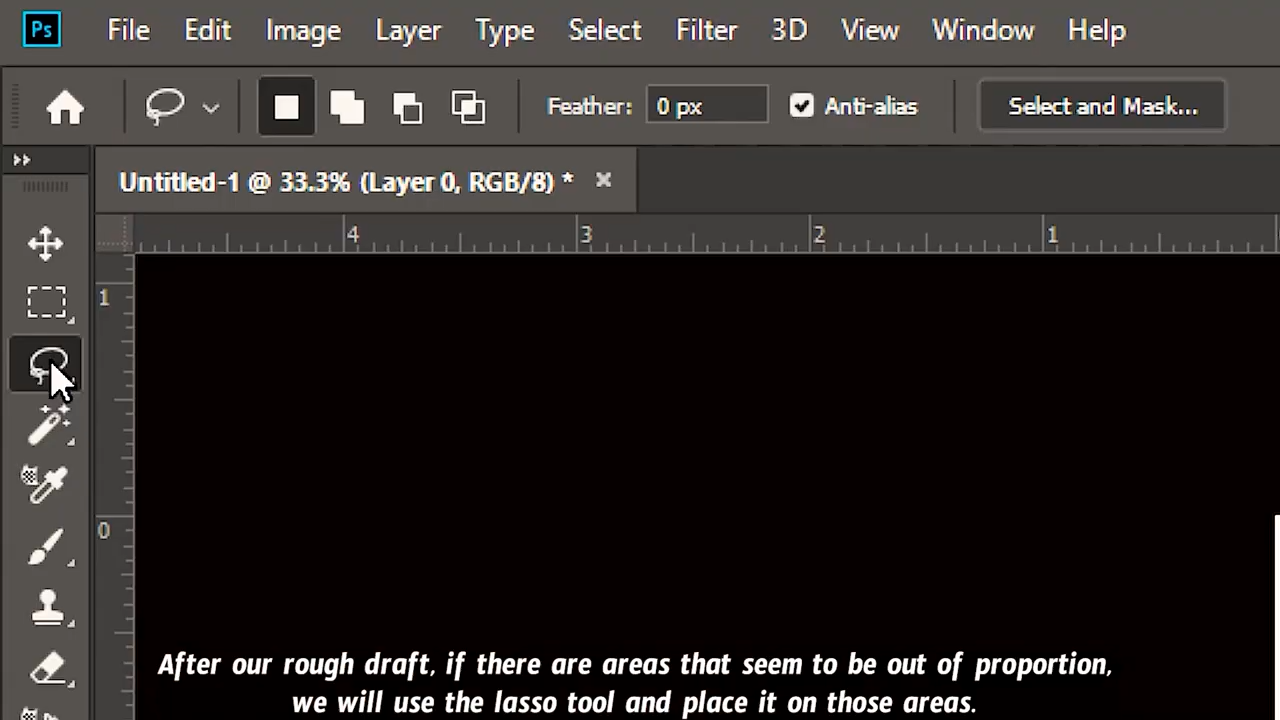 Ps File Edit Image Layer Type Select Filter 3D View Window Help
Feather: 0 px Anti-alias Select and Mask...
Untitled-1 @ 33.3% (Layer 0, RGB/8) *
4 3 2 1
1
0
After our rough draft, if there are areas that seem to be out of proportion,
we will use the lasso tool and place it on those areas.